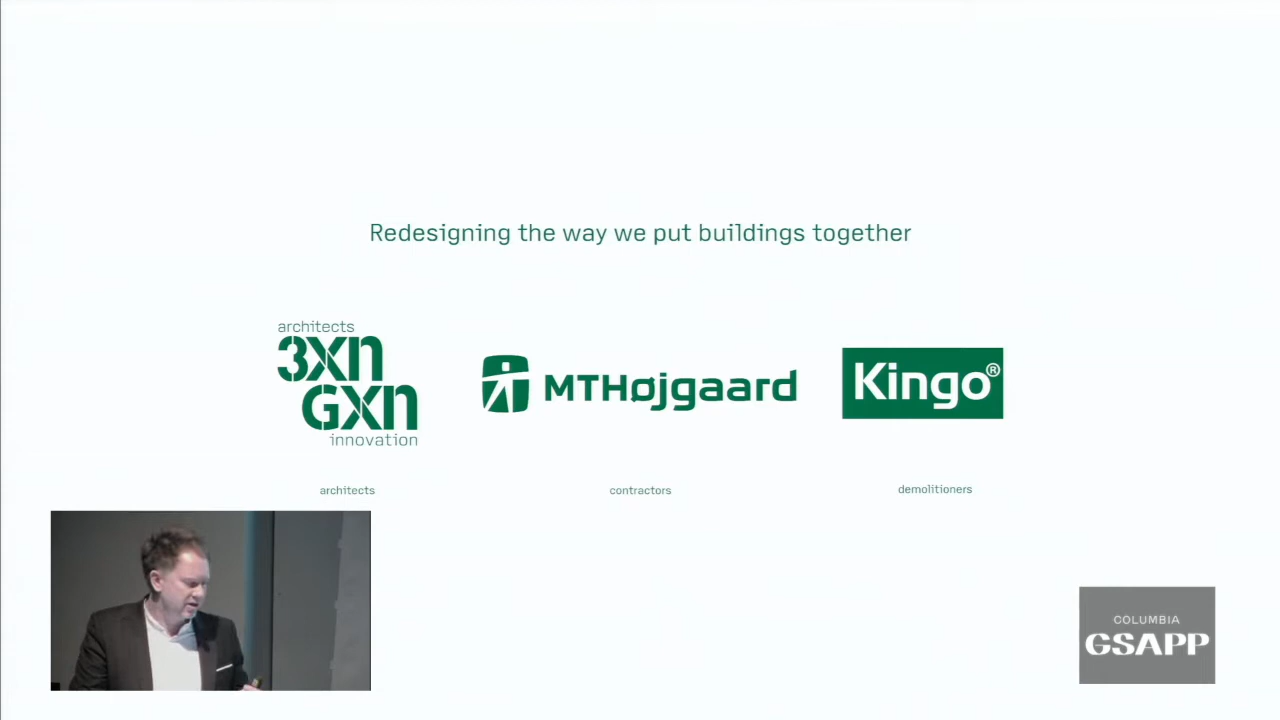 Redesigning the way we put buildings together
architects
3XN
GXN
innovation
MTHøjgaard
Kingo®
architects
contractors
demolitioners
COLUMBIA
GSAPP